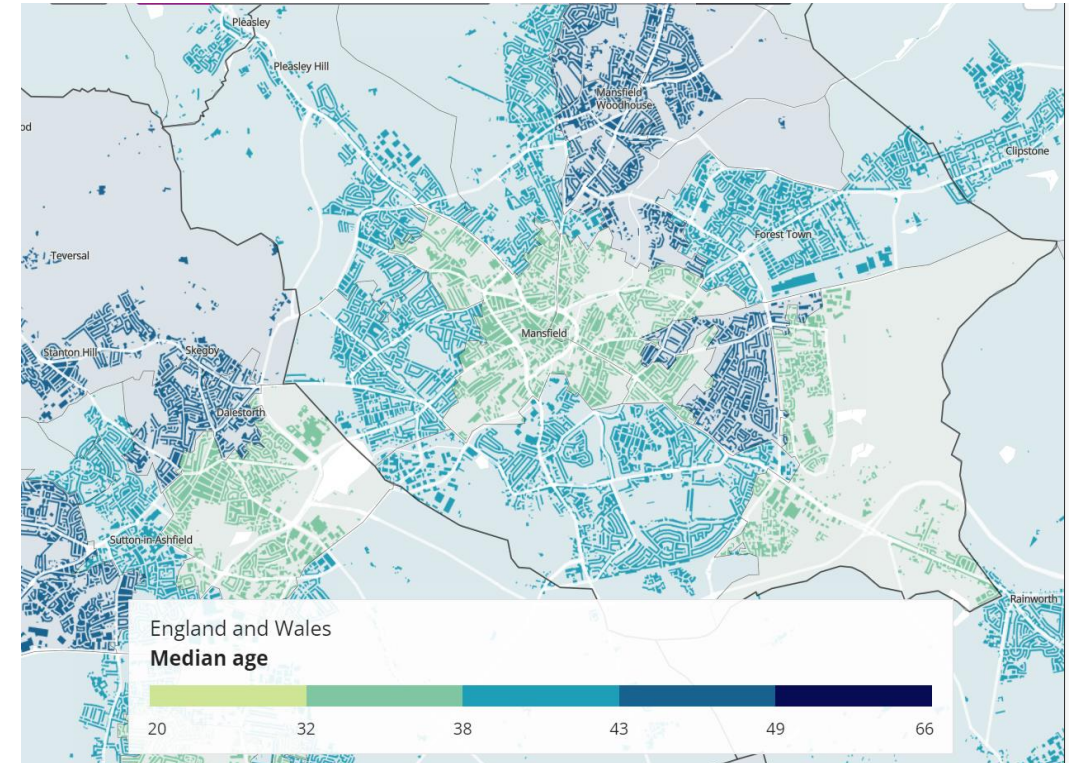 Pleasley
Pleasley Hill
Mansfield
Woodhouse
od
Clipstone
Forest Town
Teversal
Mansfield
Stanton Hill
Skegby
Dalestorth
Sutton in Ashfield
Rainworth
England and Wales
Median age
20 32 38 43 49 66